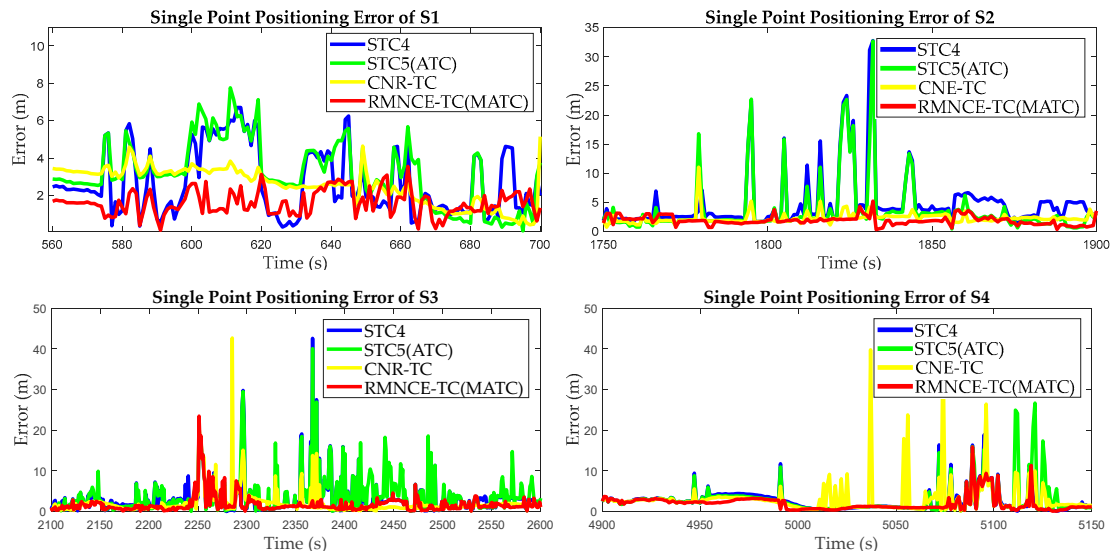 Single Point Positioning Error of S1
Error (m)
10
8
6
4
2
560
580
600
620
640
660
680
700
Time (s)
STC4
STC5(ATC)
CNR-TC
RMNCE-TC(MATC)
Single Point Positioning Error of S2
Error (m)
35
30
25
20
15
10
5
0
1750
1800
1850
1900
Time (s)
STC4
STC5(ATC)
CNE-TC
RMNCE-TC(MATC)
Single Point Positioning Error of S3
Error (m)
50
40
30
20
10
0
2100
2150
2200
2250
2300
2350
2400
2450
2500
2550
2600
Time (s)
STC4
STC5(ATC)
CNR-TC
RMNCE-TC(MATC)
Single Point Positioning Error of S4
Error (m)
50
40
30
20
10
0
4900
4950
5000
5050
5100
5150
Time (s)
STC4
STC5(ATC)
CNE-TC
RMNCE-TC(MATC)